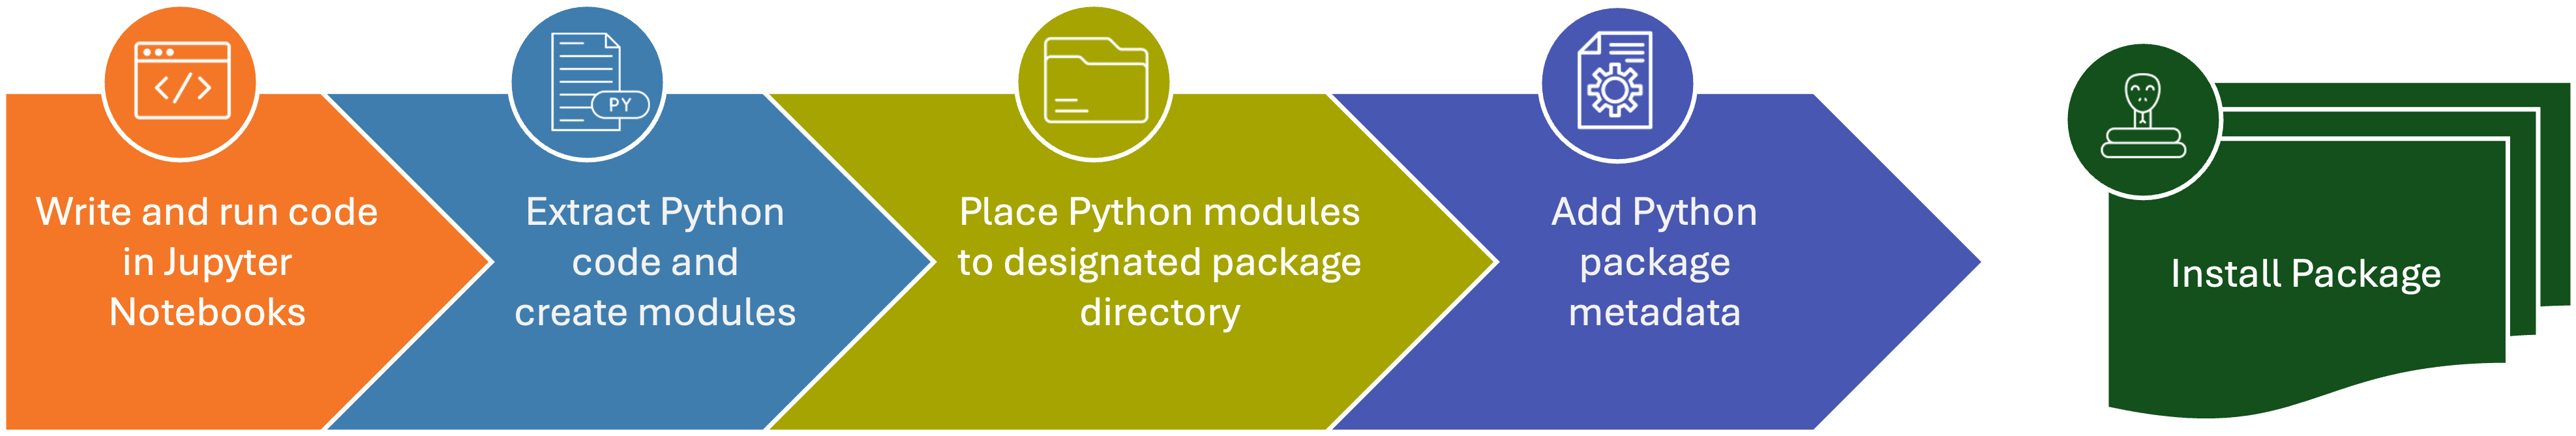 Write and run code
in Jupyter
Notebooks
PY
Extract Python
code and
create modules
Place Python modules
to designated package
directory
Add Python
package
metadata
Install Package